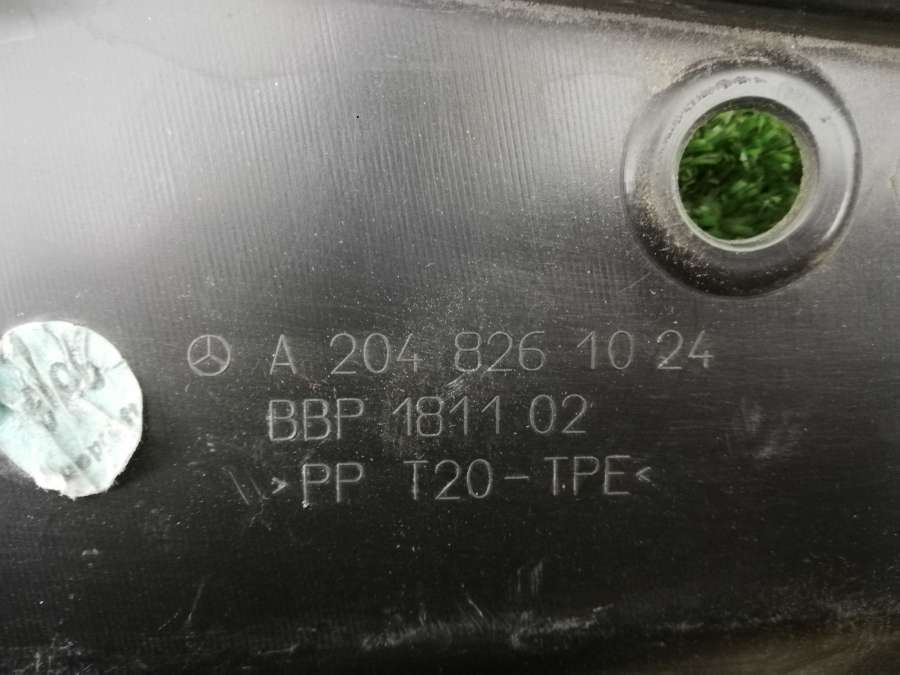 A 204 826 10 24
BBP 1811 02
>PP T20-TPE<